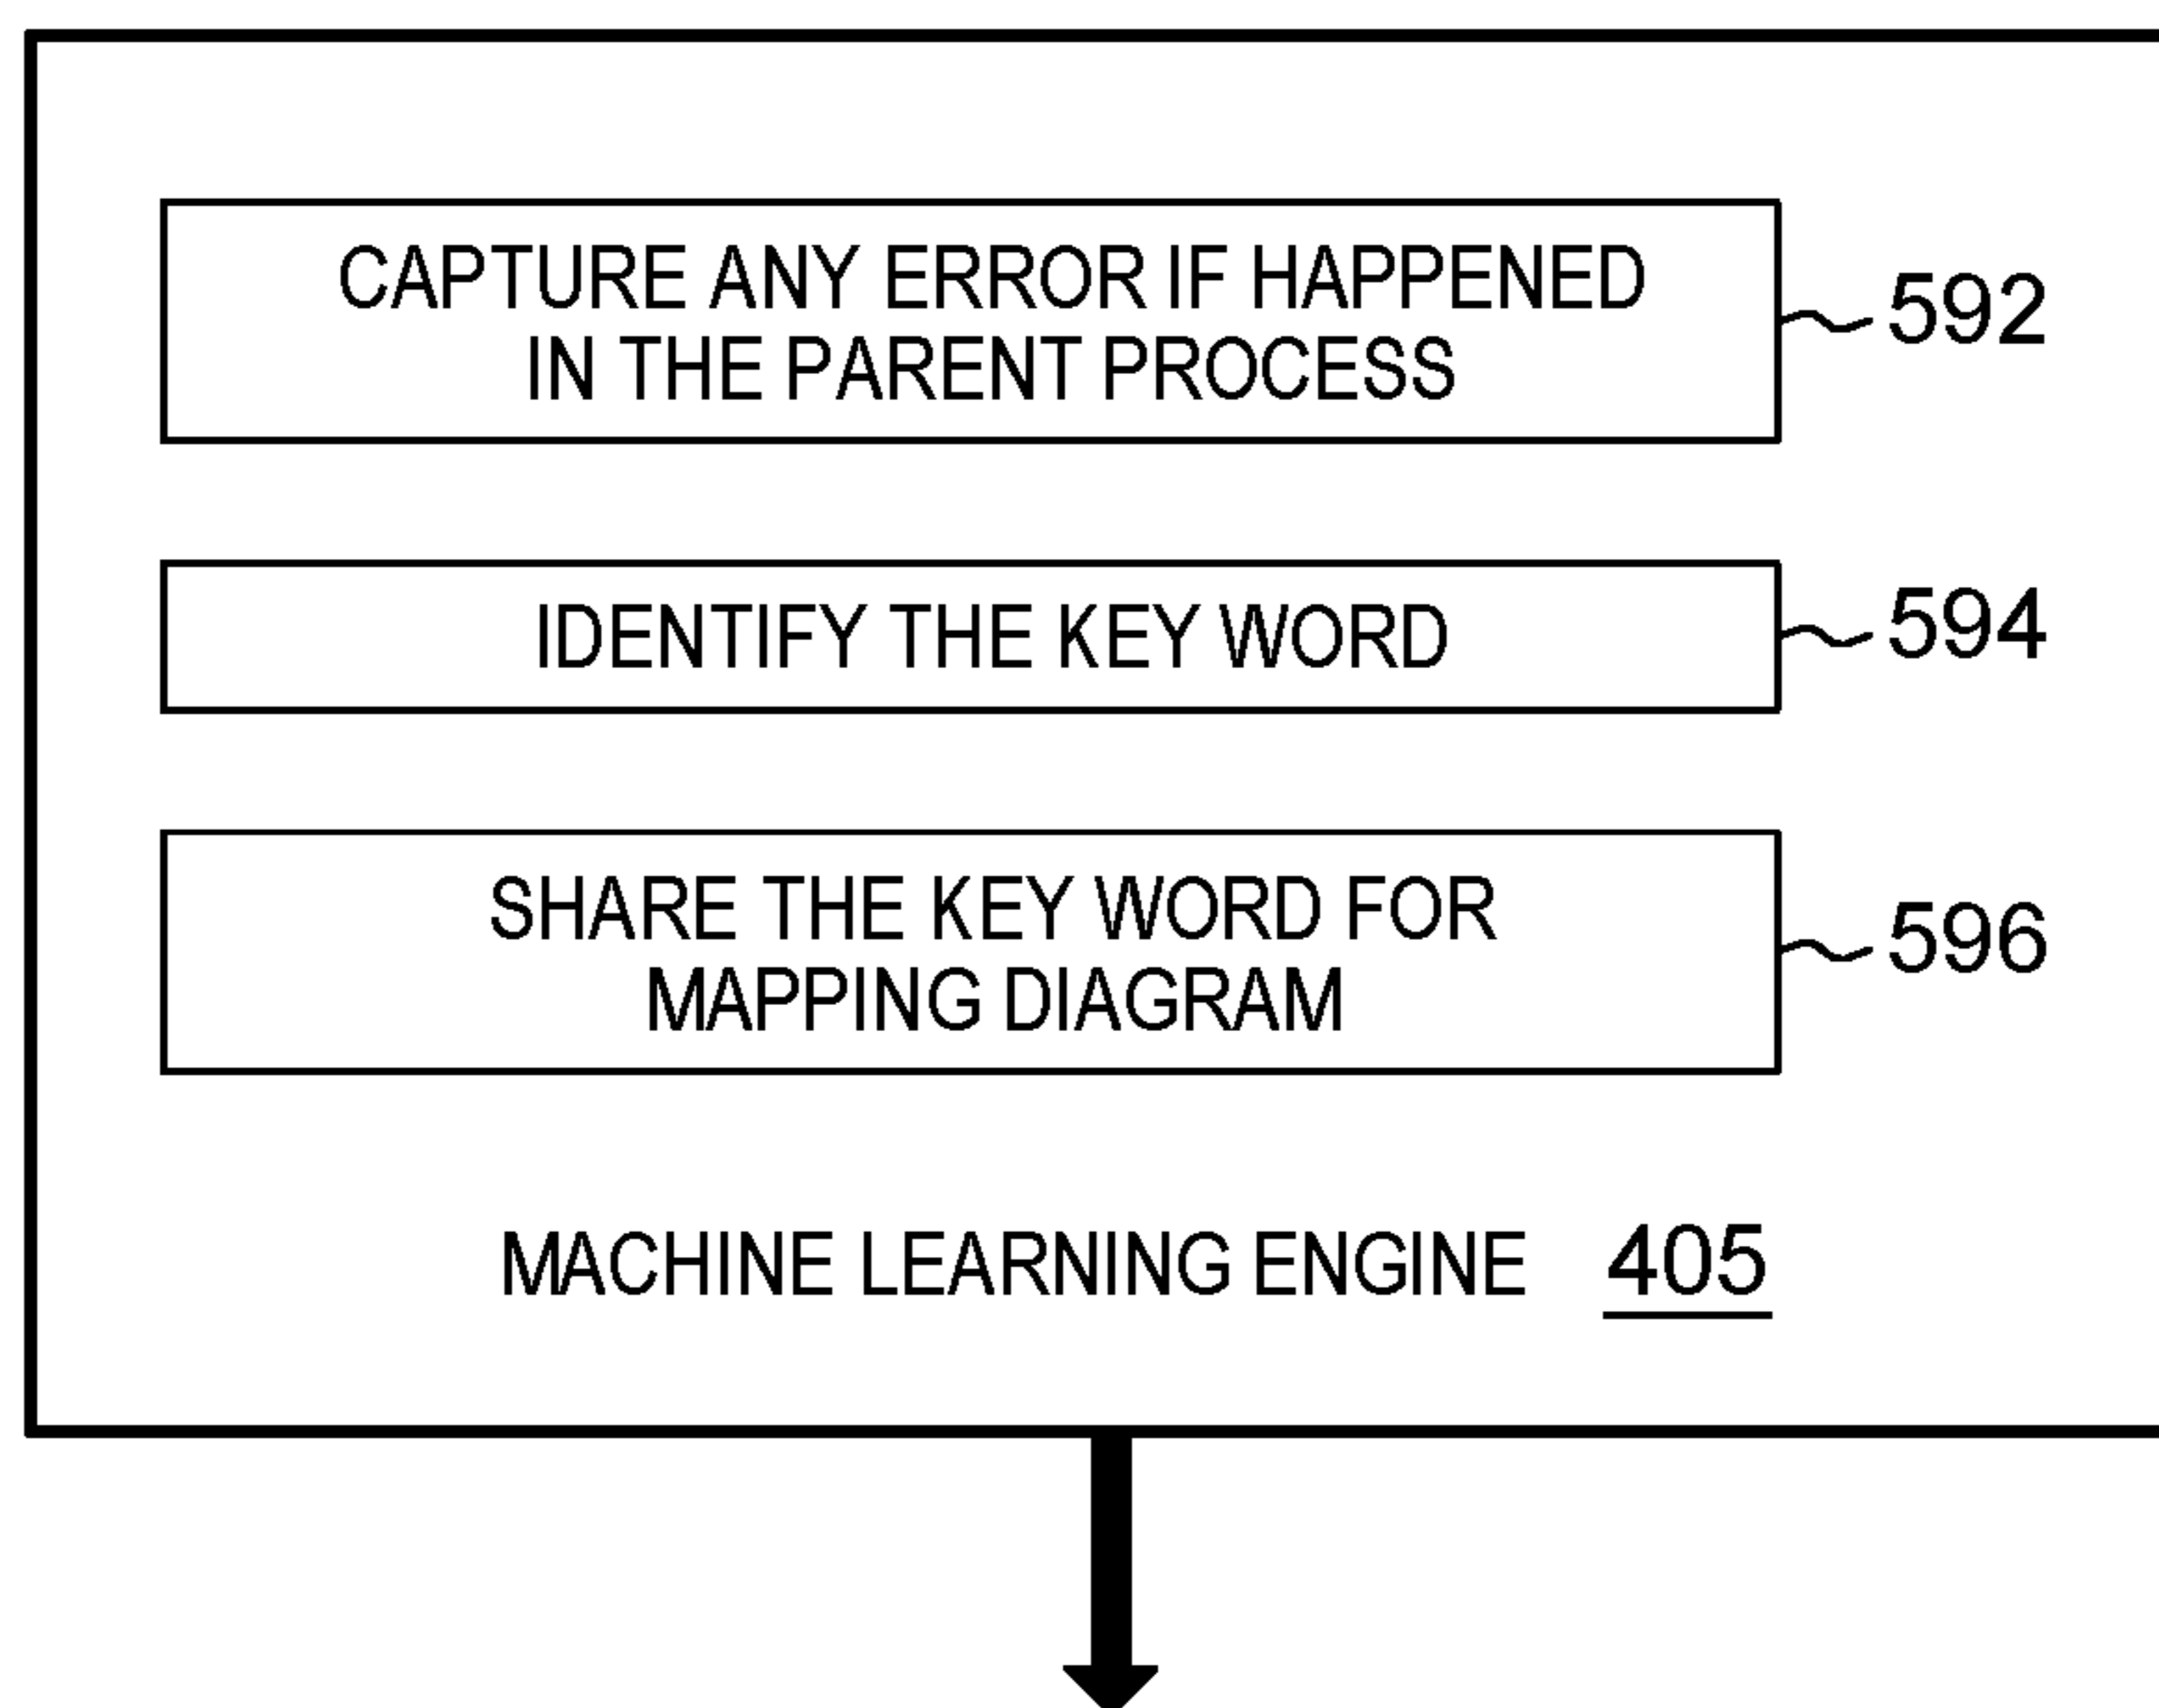 CAPTURE ANY ERROR IF HAPPENED
IN THE PARENT PROCESS
592
IDENTIFY THE KEY WORD
594
SHARE THE KEY WORD FOR
MAPPING DIAGRAM
596
MACHINE LEARNING ENGINE 405